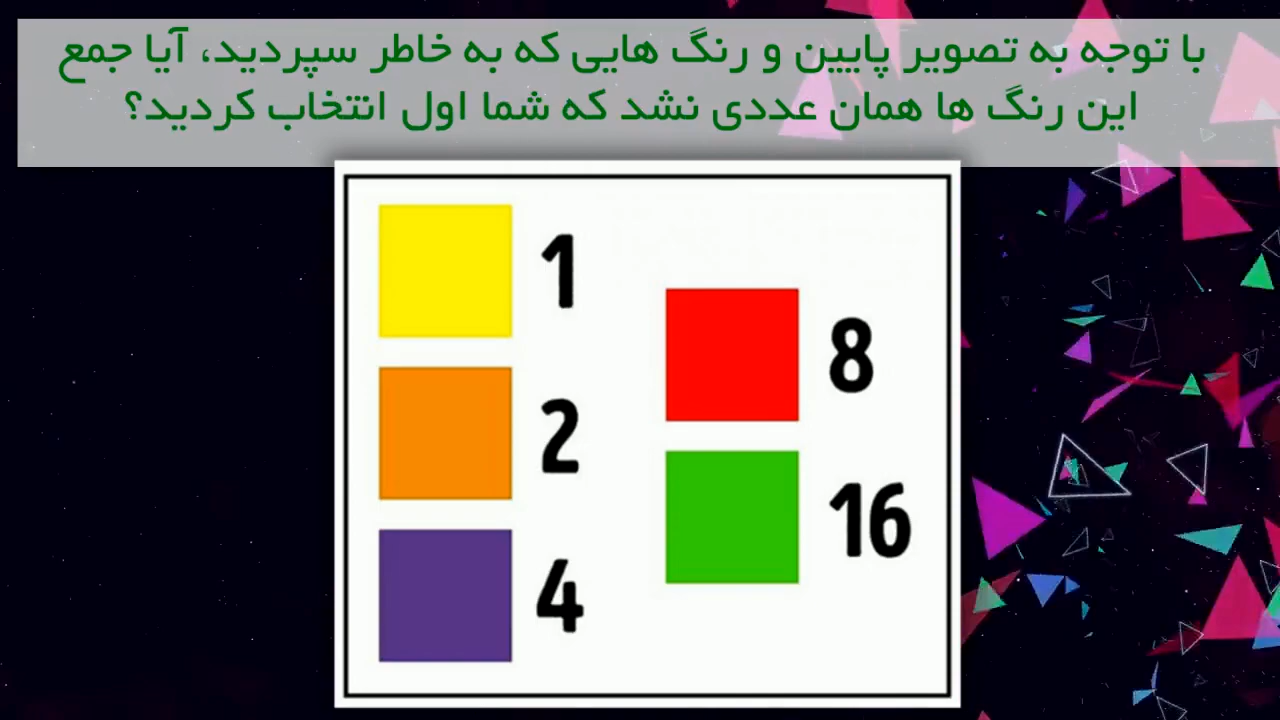 با توجه به تصویر پایین و رنگ هایی که به خاطر سپردید، آیا جمع
این رنگ ها همان عددی نشد که شما اول انتخاب کردید؟
1
2
4
8
16